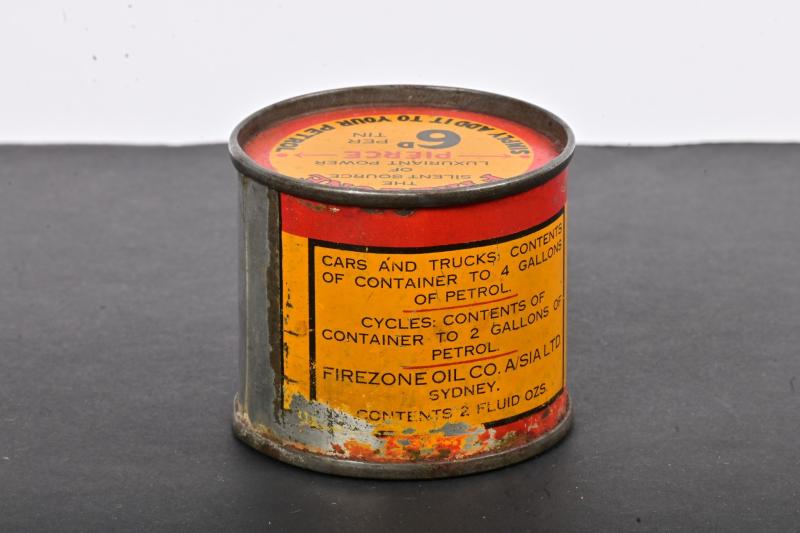 SIMPLY ADD IT TO YOUR PETROL
6D PER
TIN
PIERCE
THE
SILENT SOURCE
OF
LUXURIANT POWER
CARS AND TRUCKS: CONTENTS
OF CONTAINER TO 4 GALLONS
OF PETROL.
CYCLES: CONTENTS OF
CONTAINER TO 2 GALLONS OF
PETROL.
FIREZONE OIL CO. A/SIA LTD
SYDNEY.
CONTENTS 2 FLUID OZS.